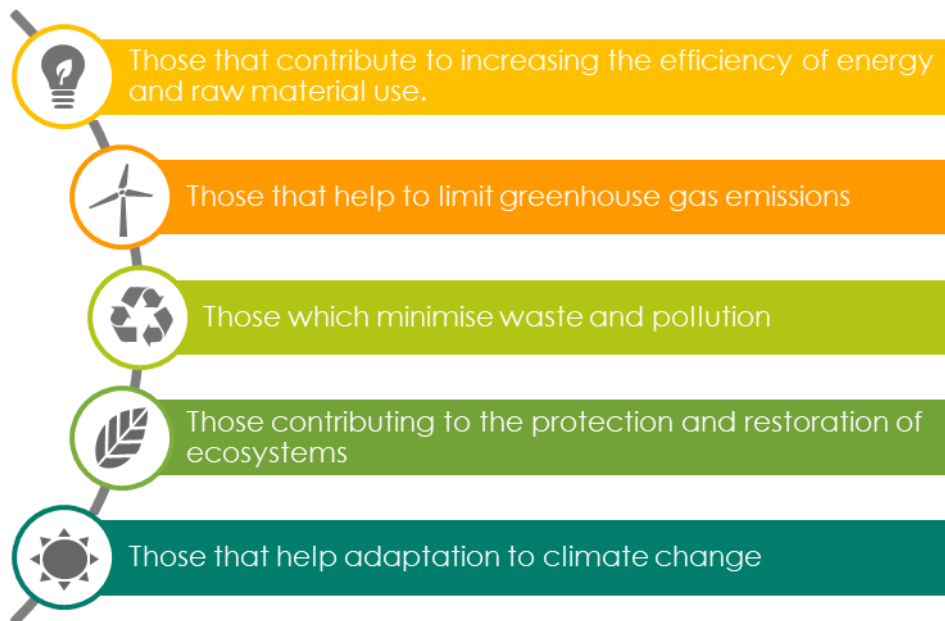 Those that contribute to increasing the efficiency of energy
and raw material use.
Those that help to limit greenhouse gas emissions
Those which minimise waste and pollution
Those contributing to the protection and restoration of
ecosystems
Those that help adaptation to climate change